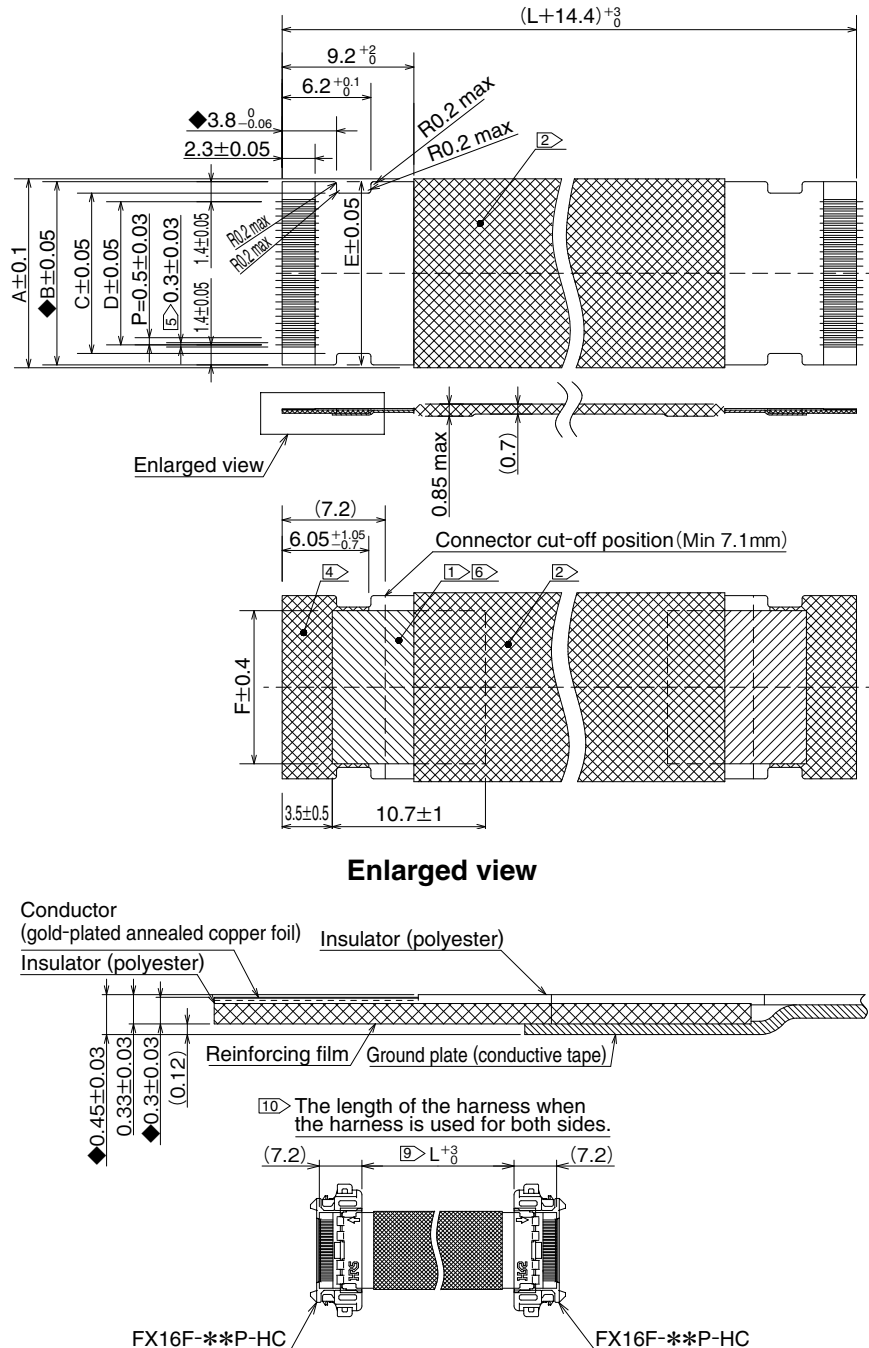 (L+14.4) +3 0
9.2 +2 0
6.2 +0.1 0
◆3.8 0 -0.06
2.3±0.05
R0.2 max
R0.2 max
2
A±0.1
◆B±0.05
C±0.05
D±0.05
P=0.5±0.03
5 0.3±0.03
1.4±0.05
1.4±0.05
R0.2 max
R0.2 max
E±0.05
Enlarged view
0.85 max
(0.7)
(7.2)
6.05 +1.05 -0.7
Connector cut-off position (Min 7.1mm)
4
1 6
2
F±0.4
3.5±0.5
10.7±1
Enlarged view
Conductor
(gold-plated annealed copper foil)
Insulator (polyester)
Insulator (polyester)
Reinforcing film
Ground plate (conductive tape)
◆0.45±0.03
0.33±0.03
◆0.3±0.03
(0.12)
10 The length of the harness when
the harness is used for both sides.
(7.2)
9 L +3 0
(7.2)
HRS
HRS
FX16F-**P-HC
FX16F-**P-HC